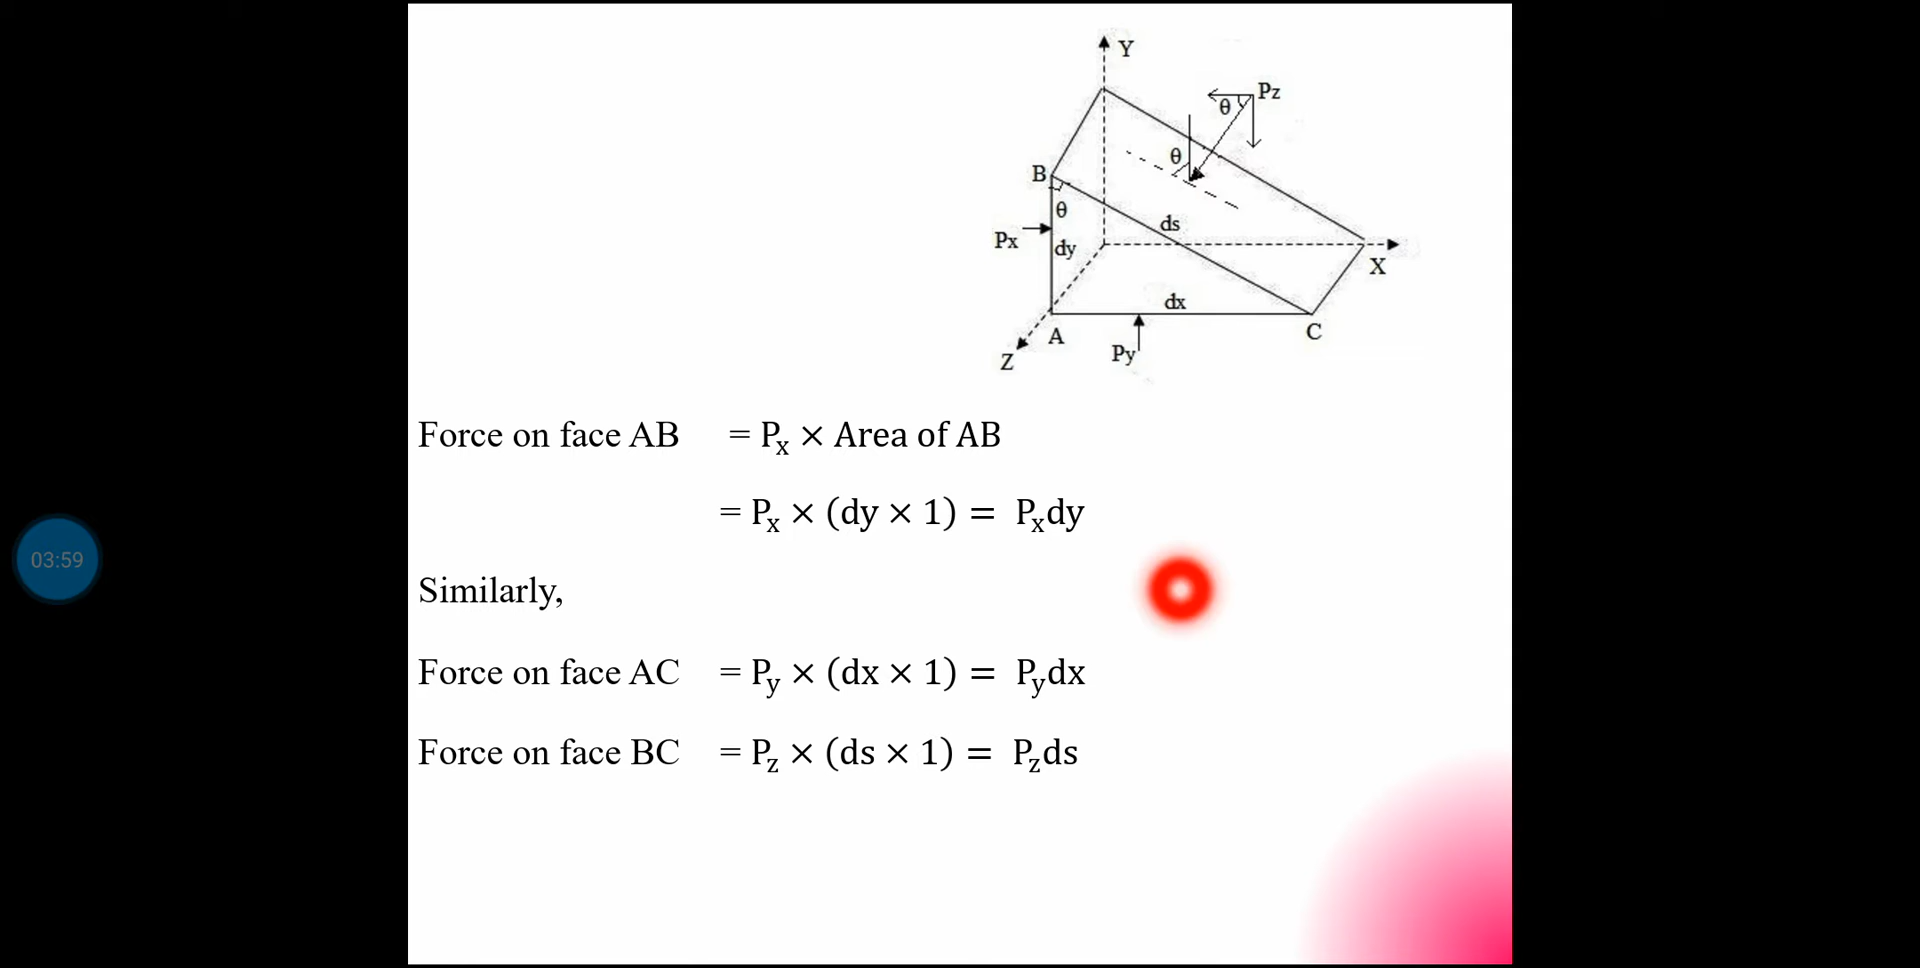 Y
Pz
θ
θ
B
θ
ds
Px
dy
X
dx
A
C
Z
Py
Force on face AB = Pₓ × Area of AB
= Pₓ × (dy × 1) = Pₓdy
03:59
Similarly,
Force on face AC = Py × (dx × 1) = Pydx
Force on face BC = Pz × (ds × 1) = Pzds